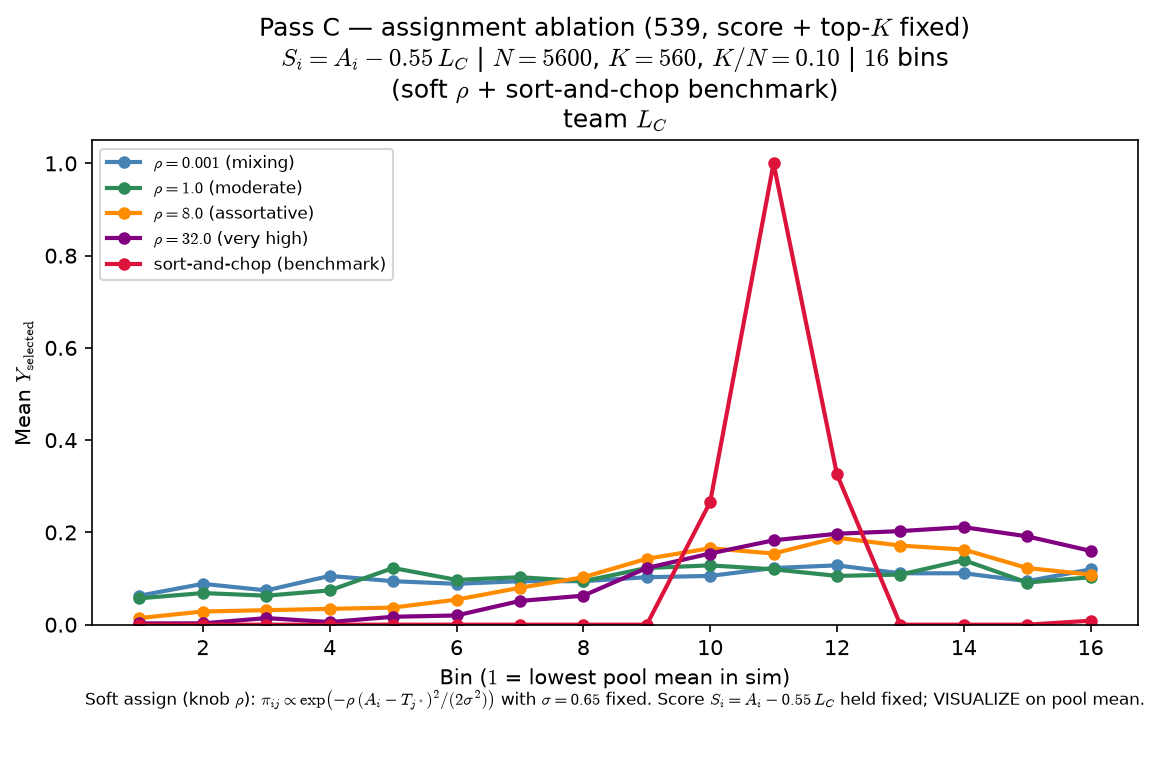 Pass C — assignment ablation (539, score + top-K fixed)
S_i = A_i − 0.55 L_C | N = 5600, K = 560, K/N = 0.10 | 16 bins
(soft ρ + sort-and-chop benchmark)
team L_C
ρ = 0.001 (mixing)
ρ = 1.0 (moderate)
ρ = 8.0 (assortative)
ρ = 32.0 (very high)
sort-and-chop (benchmark)
Mean Y_selected
1.0
0.8
0.6
0.4
0.2
0.0
2 4 6 8 10 12 14 16
Bin (1 = lowest pool mean in sim)
Soft assign (knob ρ): π_ij ∝ exp(−ρ (A_i − T_j*)²/(2σ²)) with σ = 0.65 fixed. Score S_i = A_i − 0.55 L_C held fixed; VISUALIZE on pool mean.